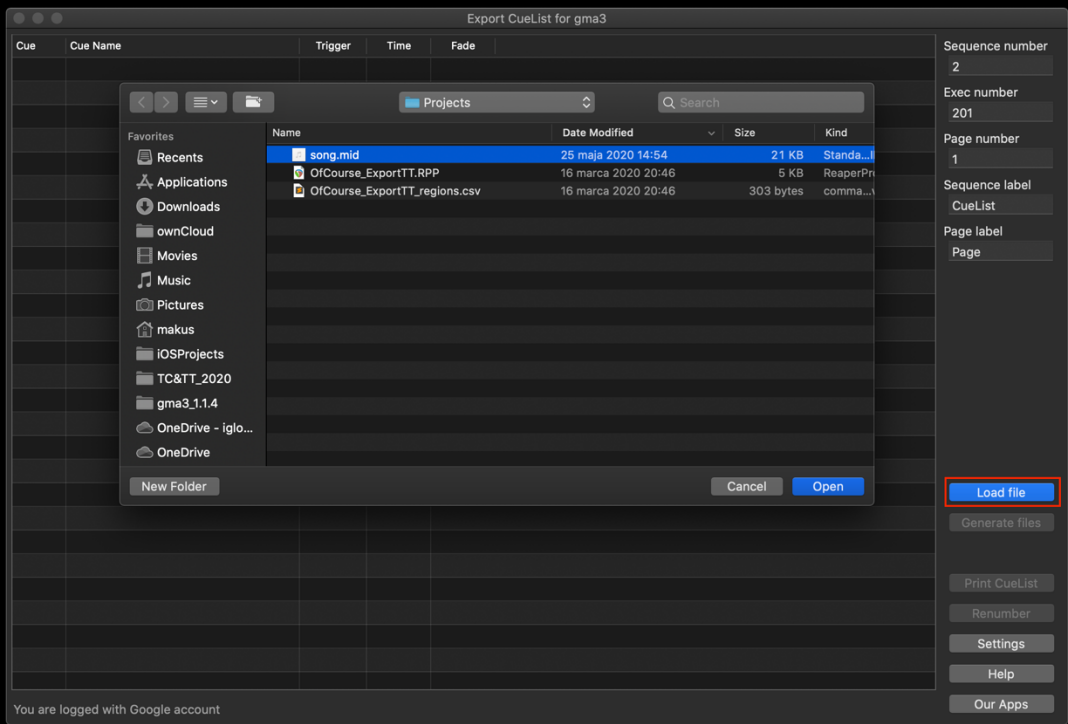 Export CueList for gma3
Cue Cue Name Trigger Time Fade
Sequence number
2
Exec number
201
Page number
1
Sequence label
CueList
Page label
Page
Projects
Search
Favorites
Recents
Applications
Downloads
ownCloud
Movies
Music
Pictures
makus
iOSProjects
TC&TT_2020
gma3_1.1.4
OneDrive - iglo...
OneDrive
Name Date Modified Size Kind
song.mid 25 maja 2020 14:54 21 KB Standa...
OfCourse_ExportTT.RPP 16 marca 2020 20:46 5 KB ReaperPr
OfCourse_ExportTT_regions.csv 16 marca 2020 20:46 303 bytes comma...
New Folder Cancel Open
Load file
Generate files
Print CueList
Renumber
Settings
Help
Our Apps
You are logged with Google account